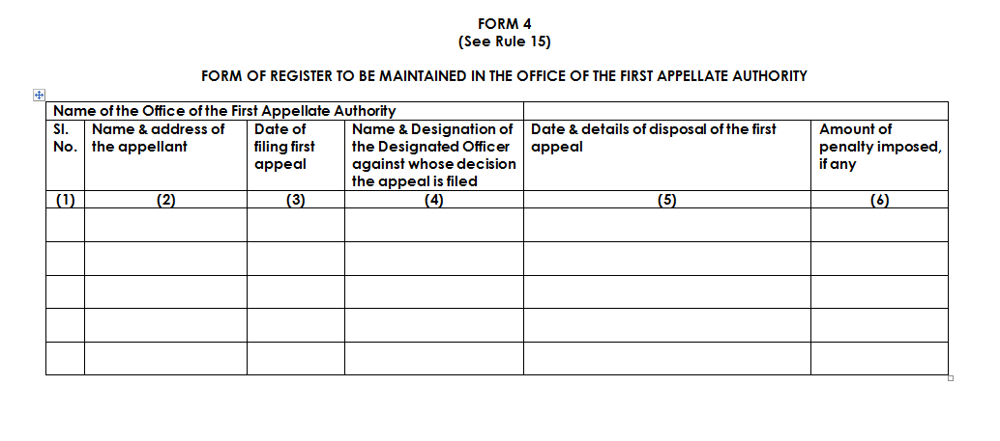 FORM 4
(See Rule 15)
FORM OF REGISTER TO BE MAINTAINED IN THE OFFICE OF THE FIRST APPELLATE AUTHORITY
Name of the Office of the First Appellate Authority
Sl.
No.
Name & address of
the appellant
Date of
filing first
appeal
Name & Designation of
the Designated Officer
against whose decision
the appeal is filed
Date & details of disposal of the first
appeal
Amount of
penalty imposed,
if any
(1)
(2)
(3)
(4)
(5)
(6)